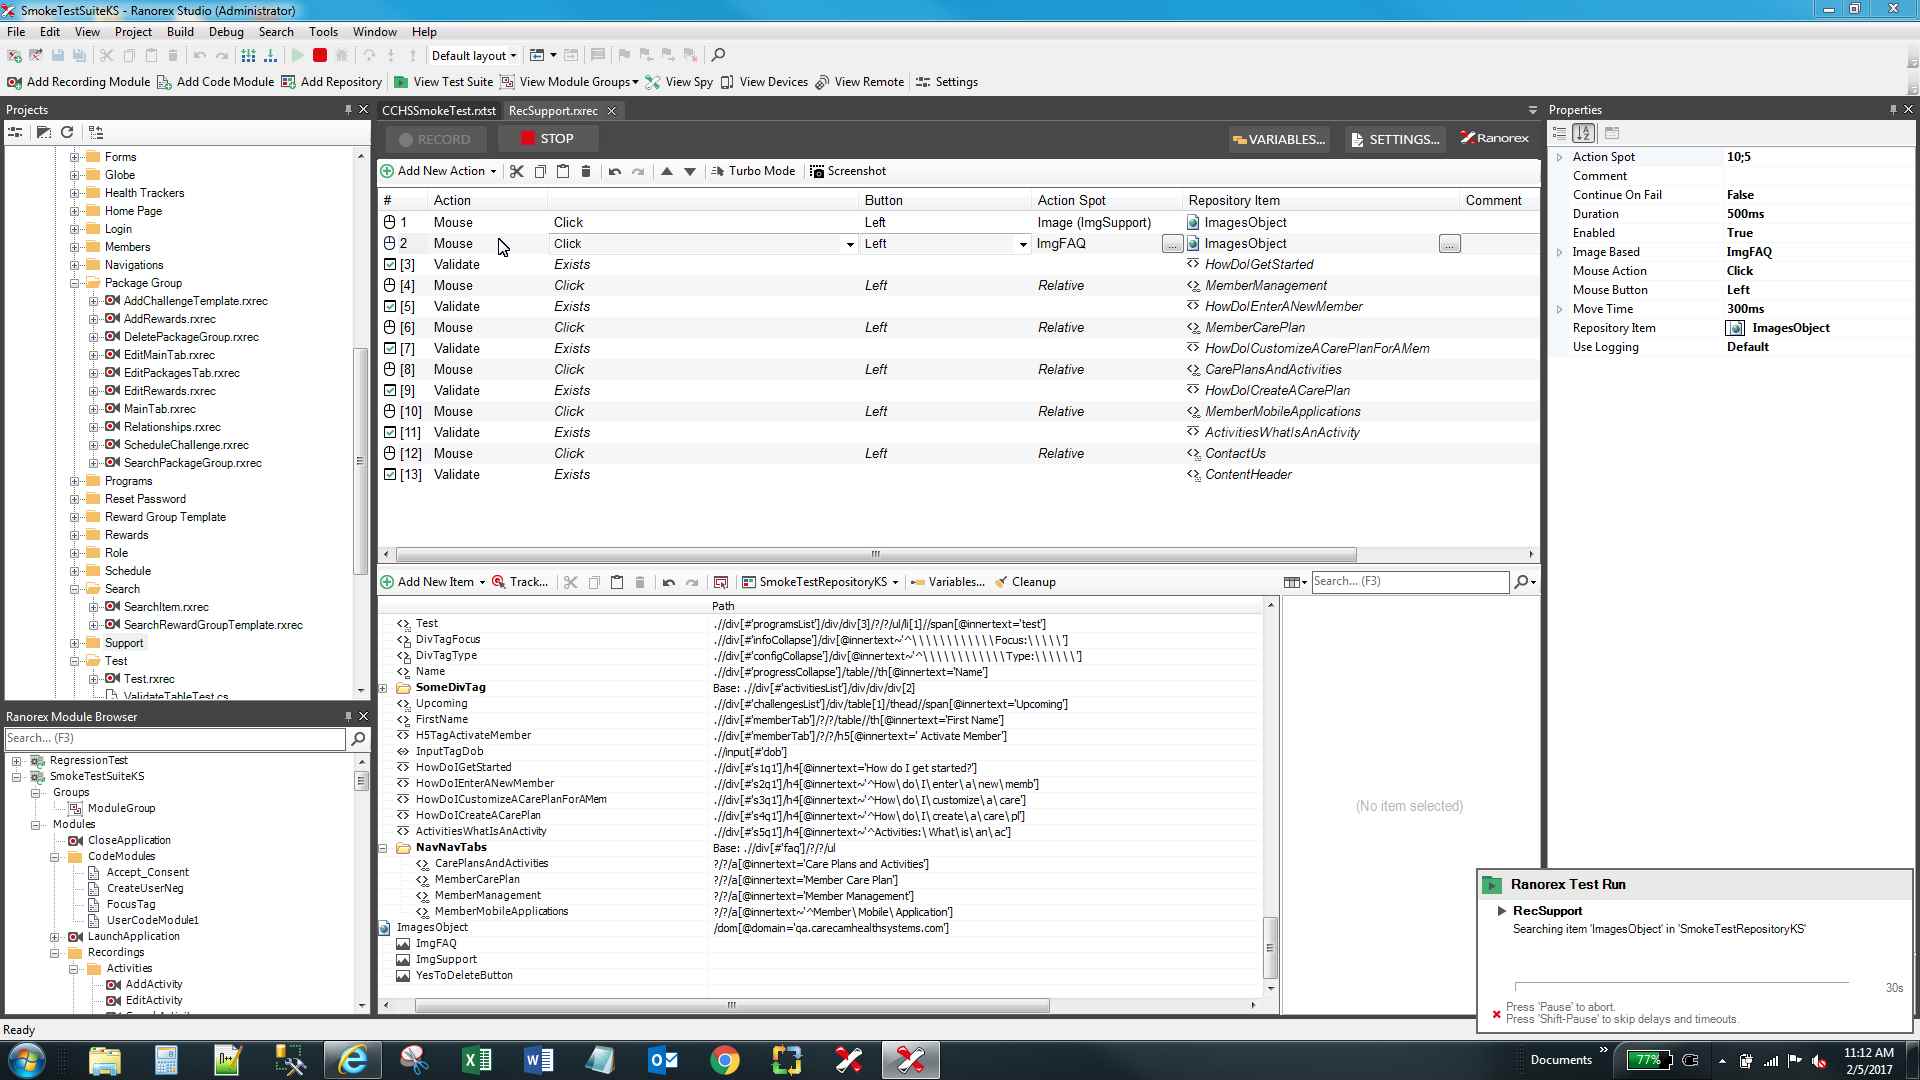 SmokeTestSuiteKS - Ranorex Studio (Administrator)
File Edit View Project Build Debug Search Tools Window Help
Default layout
Add Recording Module Add Code Module Add Repository View Test Suite View Module Groups View Spy View Devices View Remote Settings
Projects
Forms
Globe
Health Trackers
Home Page
Login
Members
Navigations
Package Group
AddChallengeTemplate.rxrec
AddRewards.rxrec
DeletePackageGroup.rxrec
EditMainTab.rxrec
EditPackagesTab.rxrec
EditRewards.rxrec
MainTab.rxrec
Relationships.rxrec
ScheduleChallenge.rxrec
SearchPackageGroup.rxrec
Programs
Reset Password
Reward Group Template
Rewards
Role
Schedule
Search
SearchItem.rxrec
SearchRewardGroupTemplate.rxrec
Support
Test
Test.rxrec
ValidateTableTest.cs
Ranorex Module Browser
Search... (F3)
RegressionTest
SmokeTestSuiteKS
Groups
ModuleGroup
Modules
CloseApplication
CodeModules
Accept_Consent
CreateUserNeg
FocusTag
UserCodeModule1
LaunchApplication
Recordings
Activities
AddActivity
EditActivity
CCHSSmokeTest.rxtst RecSupport.rxrec
RECORD STOP VARIABLES... SETTINGS... Ranorex
Add New Action Turbo Mode Screenshot
# Action Button Action Spot Repository Item Comment
1 Mouse Click Left Image (ImgSupport) ImagesObject
2 Mouse Click Left ImgFAQ ... ImagesObject ...
[3] Validate Exists HowDoIGetStarted
[4] Mouse Click Left Relative MemberManagement
[5] Validate Exists HowDoIEnterANewMember
[6] Mouse Click Left Relative MemberCarePlan
[7] Validate Exists HowDoICustomizeACarePlanForAMem
[8] Mouse Click Left Relative CarePlansAndActivities
[9] Validate Exists HowDoICreateACarePlan
[10] Mouse Click Left Relative MemberMobileApplications
[11] Validate Exists ActivitiesWhatIsAnActivity
[12] Mouse Click Left Relative ContactUs
[13] Validate Exists ContentHeader
Add New Item Track... SmokeTestRepositoryKS Variables... Cleanup Search... (F3)
Path
Test .//div[#'programsList']/div/div[3]/?/?/ul/li[1]//span[@innertext='test']
DivTagFocus .//div[#'infoCollapse']/div[@innertext~'^\ \ \ \ \ \ \ \ \ \ \ \ Focus:\ \ \ \ \ ']
DivTagType .//div[#'configCollapse']/div[@innertext~'^\ \ \ \ \ \ \ \ \ \ \ \ Type:\ \ \ \ \ \ ']
Name .//div[#'progressCollapse']/table//th[@innertext='Name']
SomeDivTag Base: .//div[#'activitiesList']/div/div/div[2]
Upcoming .//div[#'challengesList']/div/table[1]/thead//span[@innertext='Upcoming']
FirstName .//div[#'memberTab']/?/?/table//th[@innertext='First Name']
H5TagActivateMember .//div[#'memberTab']/?/?/h5[@innertext=' Activate Member']
InputTagDob .//input[#'dob']
HowDoIGetStarted .//div[#'s1q1']/h4[@innertext='How do I get started?']
HowDoIEnterANewMember .//div[#'s2q1']/h4[@innertext~'^How\ do\ I\ enter\ a\ new\ memb']
HowDoICustomizeACarePlanForAMem .//div[#'s3q1']/h4[@innertext~'^How\ do\ I\ customize\ a\ care']
HowDoICreateACarePlan .//div[#'s4q1']/h4[@innertext~'^How\ do\ I\ create\ a\ care\ pl']
ActivitiesWhatIsAnActivity .//div[#'s5q1']/h4[@innertext~'^Activities:\ What\ is\ an\ ac']
NavNavTabs Base: .//div[#'faq']/?/?/ul
CarePlansAndActivities ?/?/a[@innertext='Care Plans and Activities']
MemberCarePlan ?/?/a[@innertext='Member Care Plan']
MemberManagement ?/?/a[@innertext='Member Management']
MemberMobileApplications ?/?/a[@innertext~'^Member\ Mobile\ Application']
ImagesObject /dom[@domain='qa.carecamhealthsystems.com']
ImgFAQ
ImgSupport
YesToDeleteButton
(No item selected)
Properties
Action Spot 10;5
Comment
Continue On Fail False
Duration 500ms
Enabled True
Image Based ImgFAQ
Mouse Action Click
Mouse Button Left
Move Time 300ms
Repository Item ImagesObject
Use Logging Default
Ranorex Test Run
RecSupport
Searching item 'ImagesObject' in 'SmokeTestRepositoryKS'
30s
Press 'Pause' to abort.
Press 'Shift-Pause' to skip delays and timeouts.
Ready
Documents » 77% 11:12 AM
2/5/2017